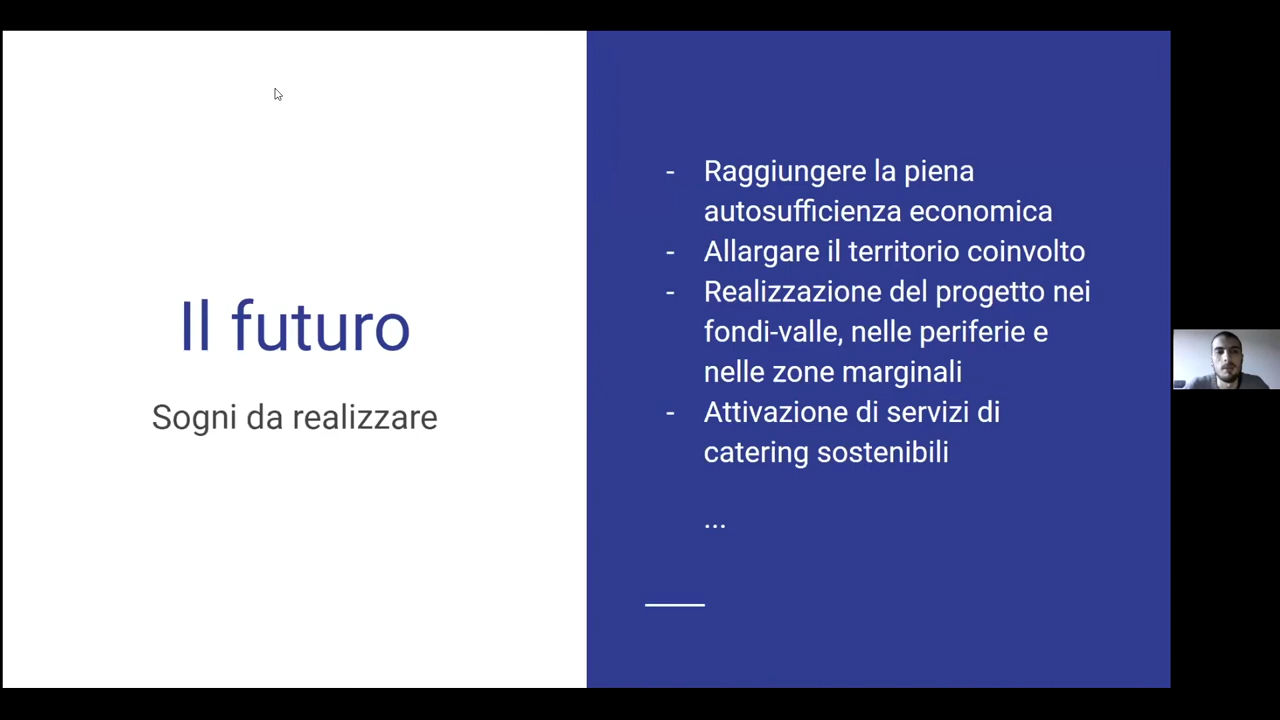 Il futuro
Sogni da realizzare
- Raggiungere la piena
autosufficienza economica
- Allargare il territorio coinvolto
- Realizzazione del progetto nei
fondi-valle, nelle periferie e
nelle zone marginali
- Attivazione di servizi di
catering sostenibili
...